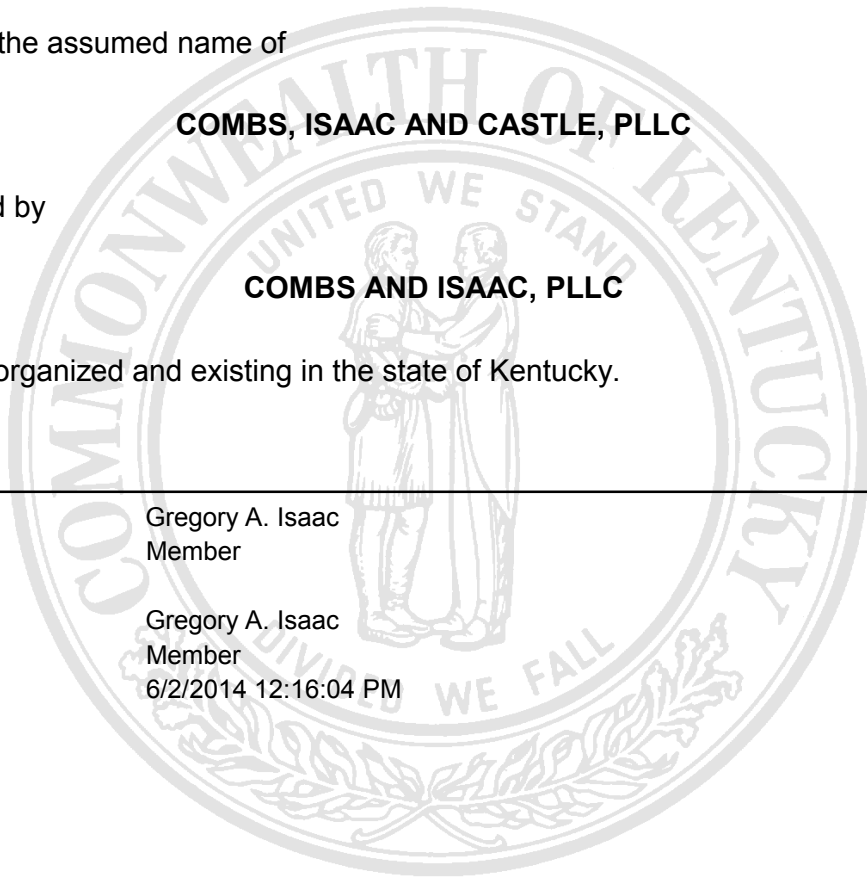 the assumed name of
COMBS, ISAAC AND CASTLE, PLLC
d by
COMBS AND ISAAC, PLLC
organized and existing in the state of Kentucky.
Gregory A. Isaac
Member
Gregory A. Isaac
Member
6/2/2014 12:16:04 PM
COMMONWEALTH OF KENTUCKY
UNITED WE STAND
DIVIDED WE FALL